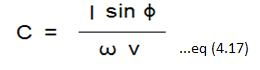 C = I sin ϕ / ω v ...eq (4.17)